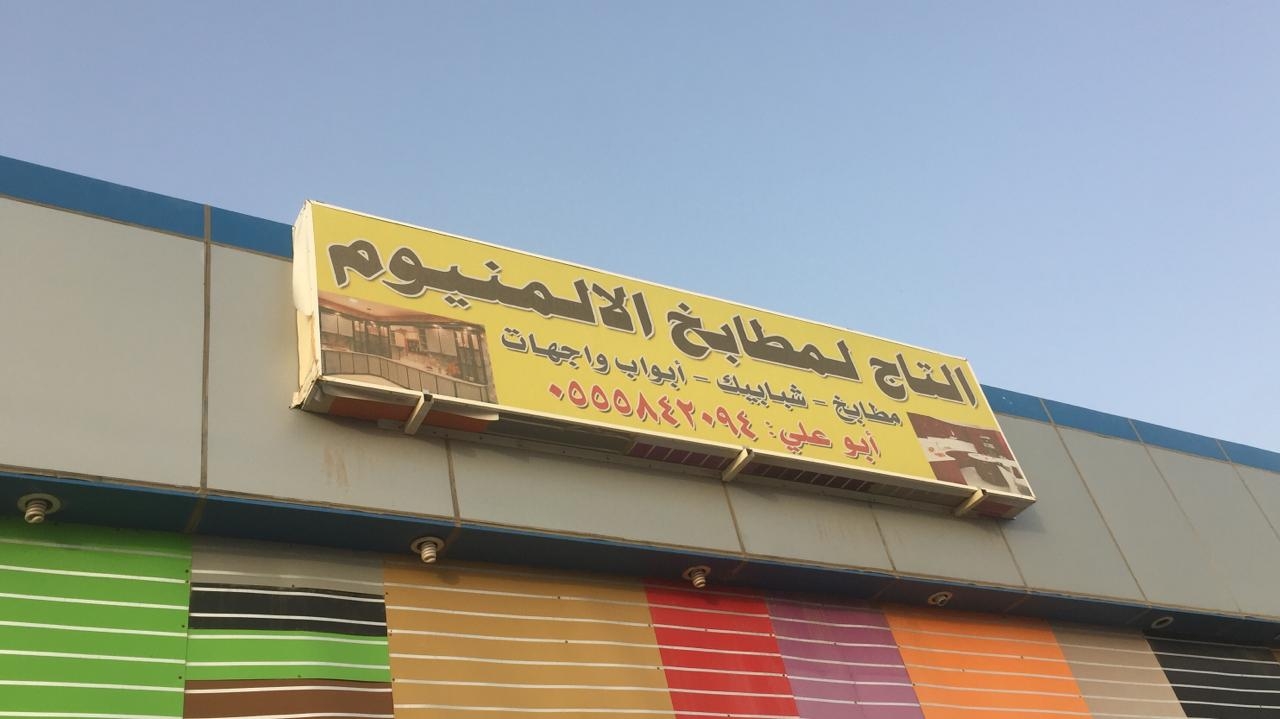 التاج لمطابخ الالمنيوم
مطابخ - شبابيك - أبواب واجهات
أبو علي: ٠٥٥٥٨٤٢٠٩٤